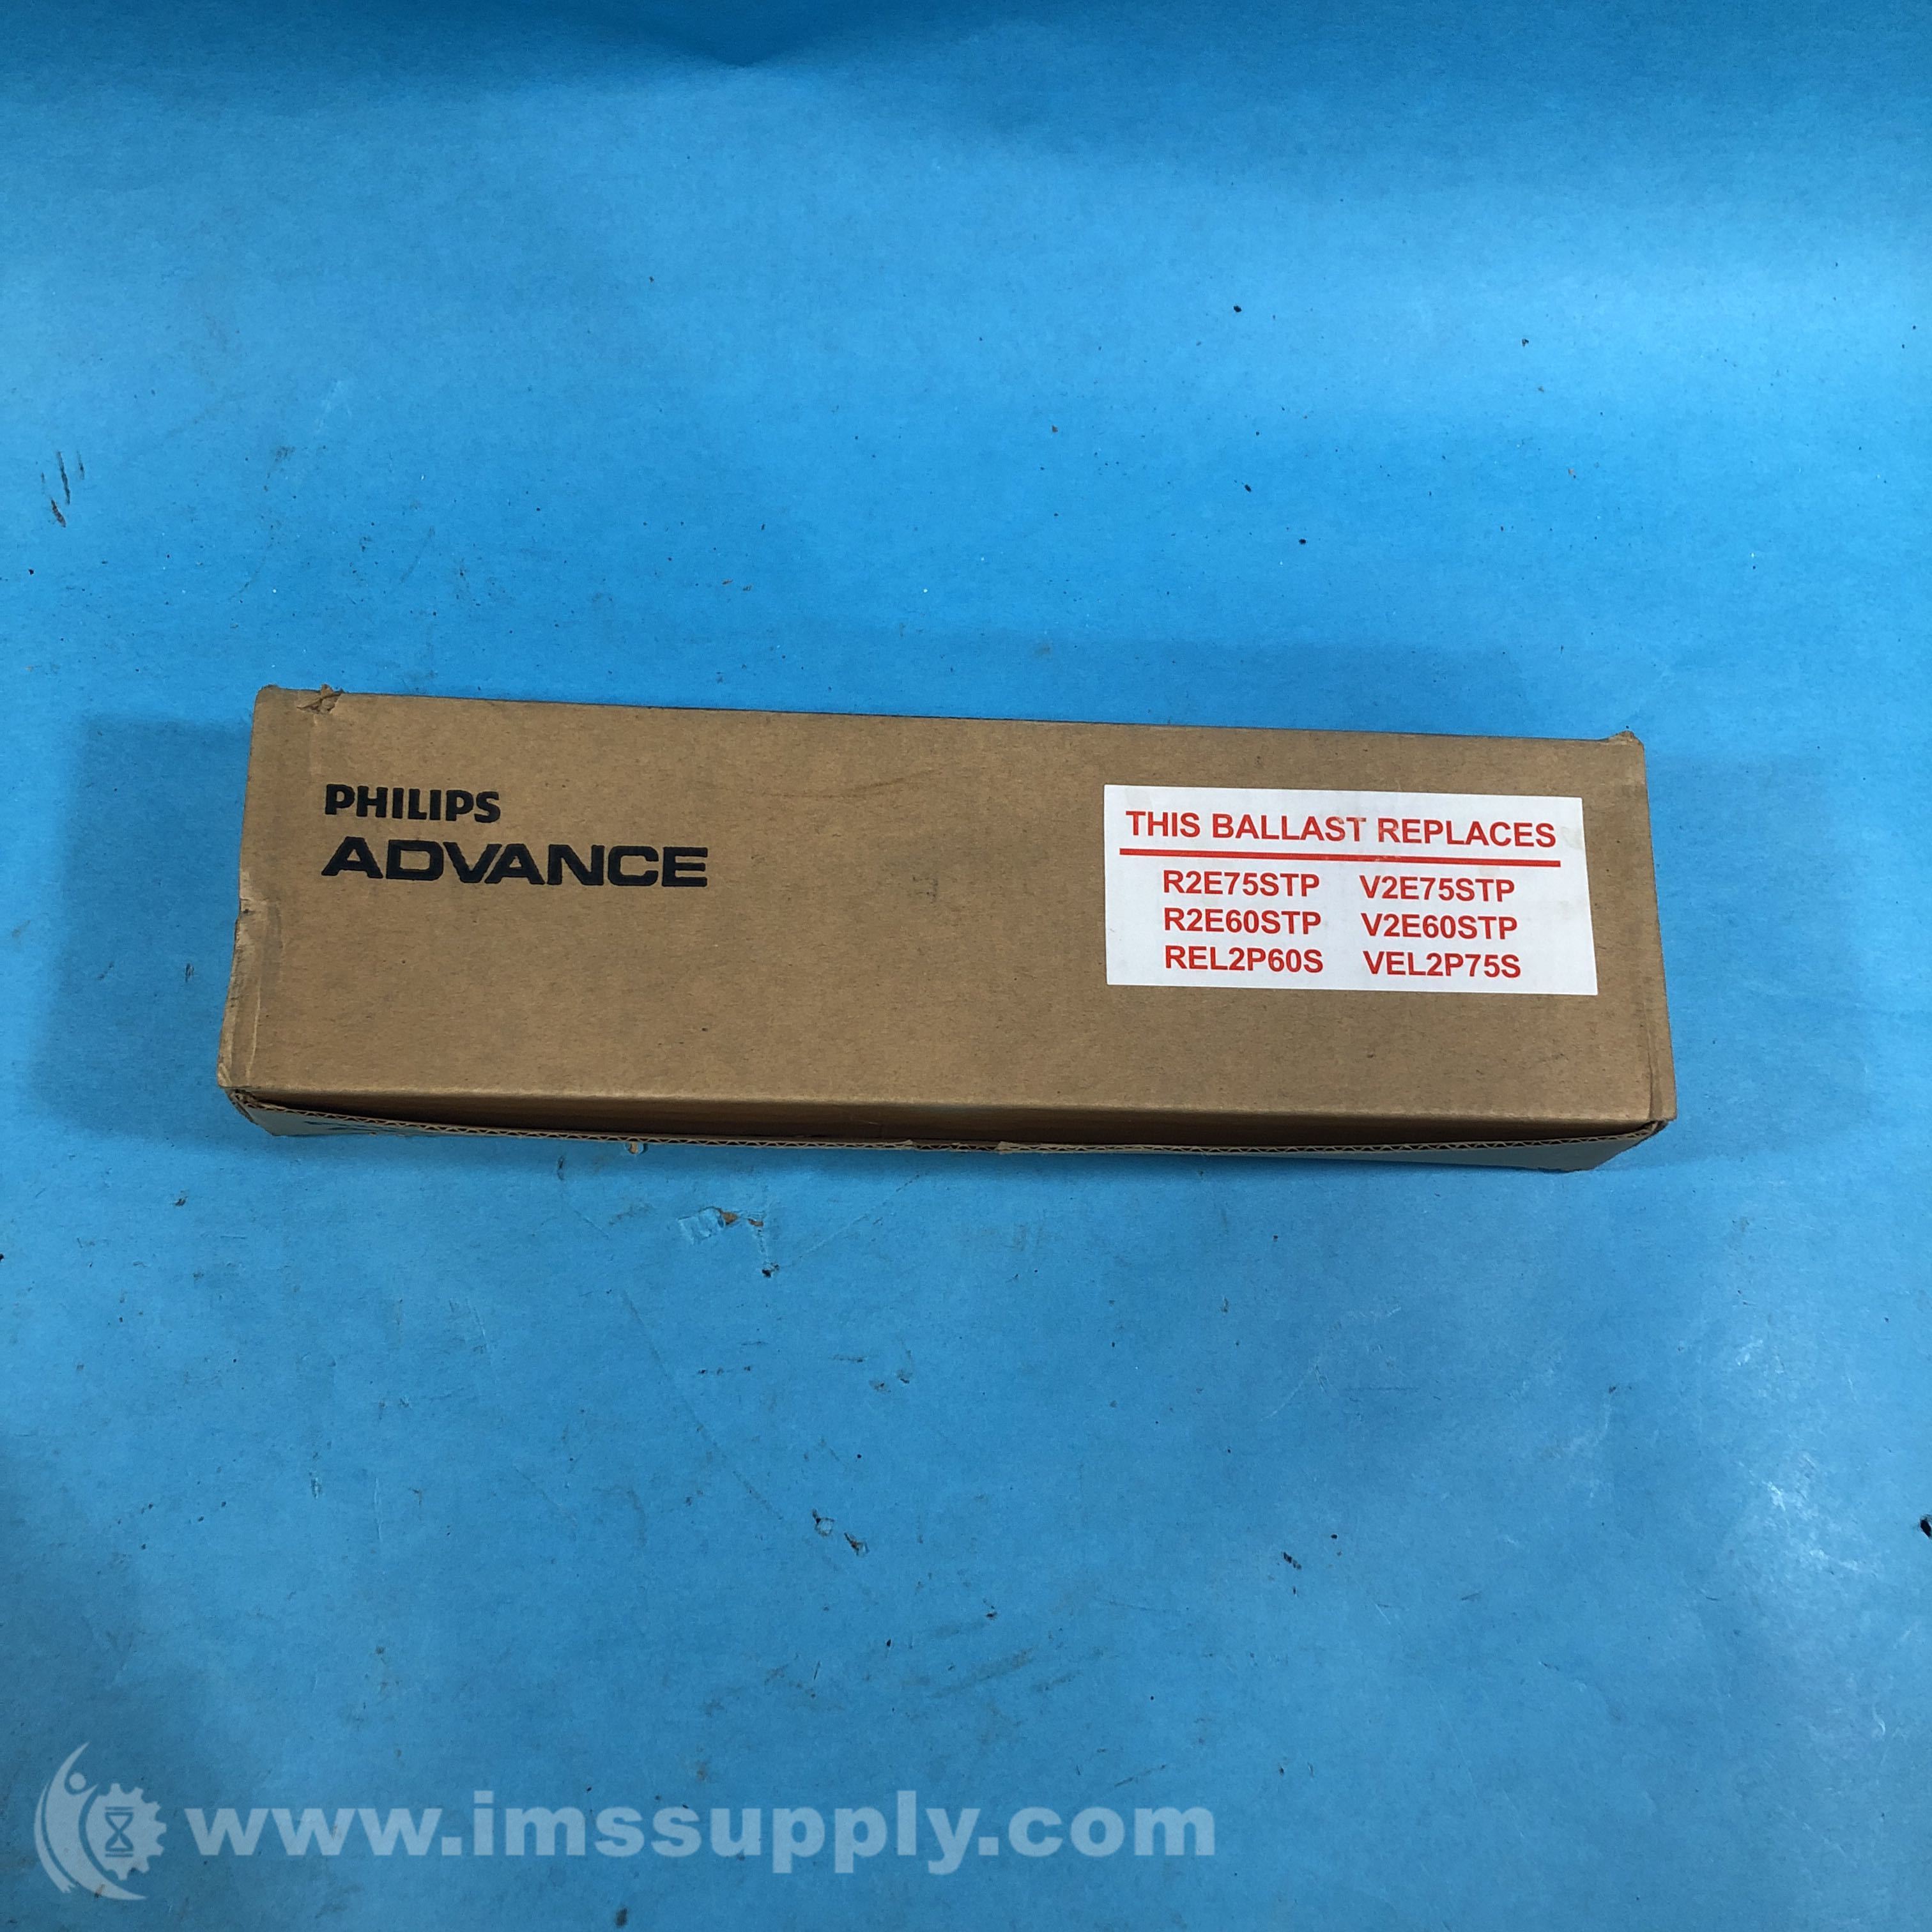 PHILIPS
ADVANCE
THIS BALLAST REPLACES
R2E75STP V2E75STP
R2E60STP V2E60STP
REL2P60S VEL2P75S
www.imssupply.com